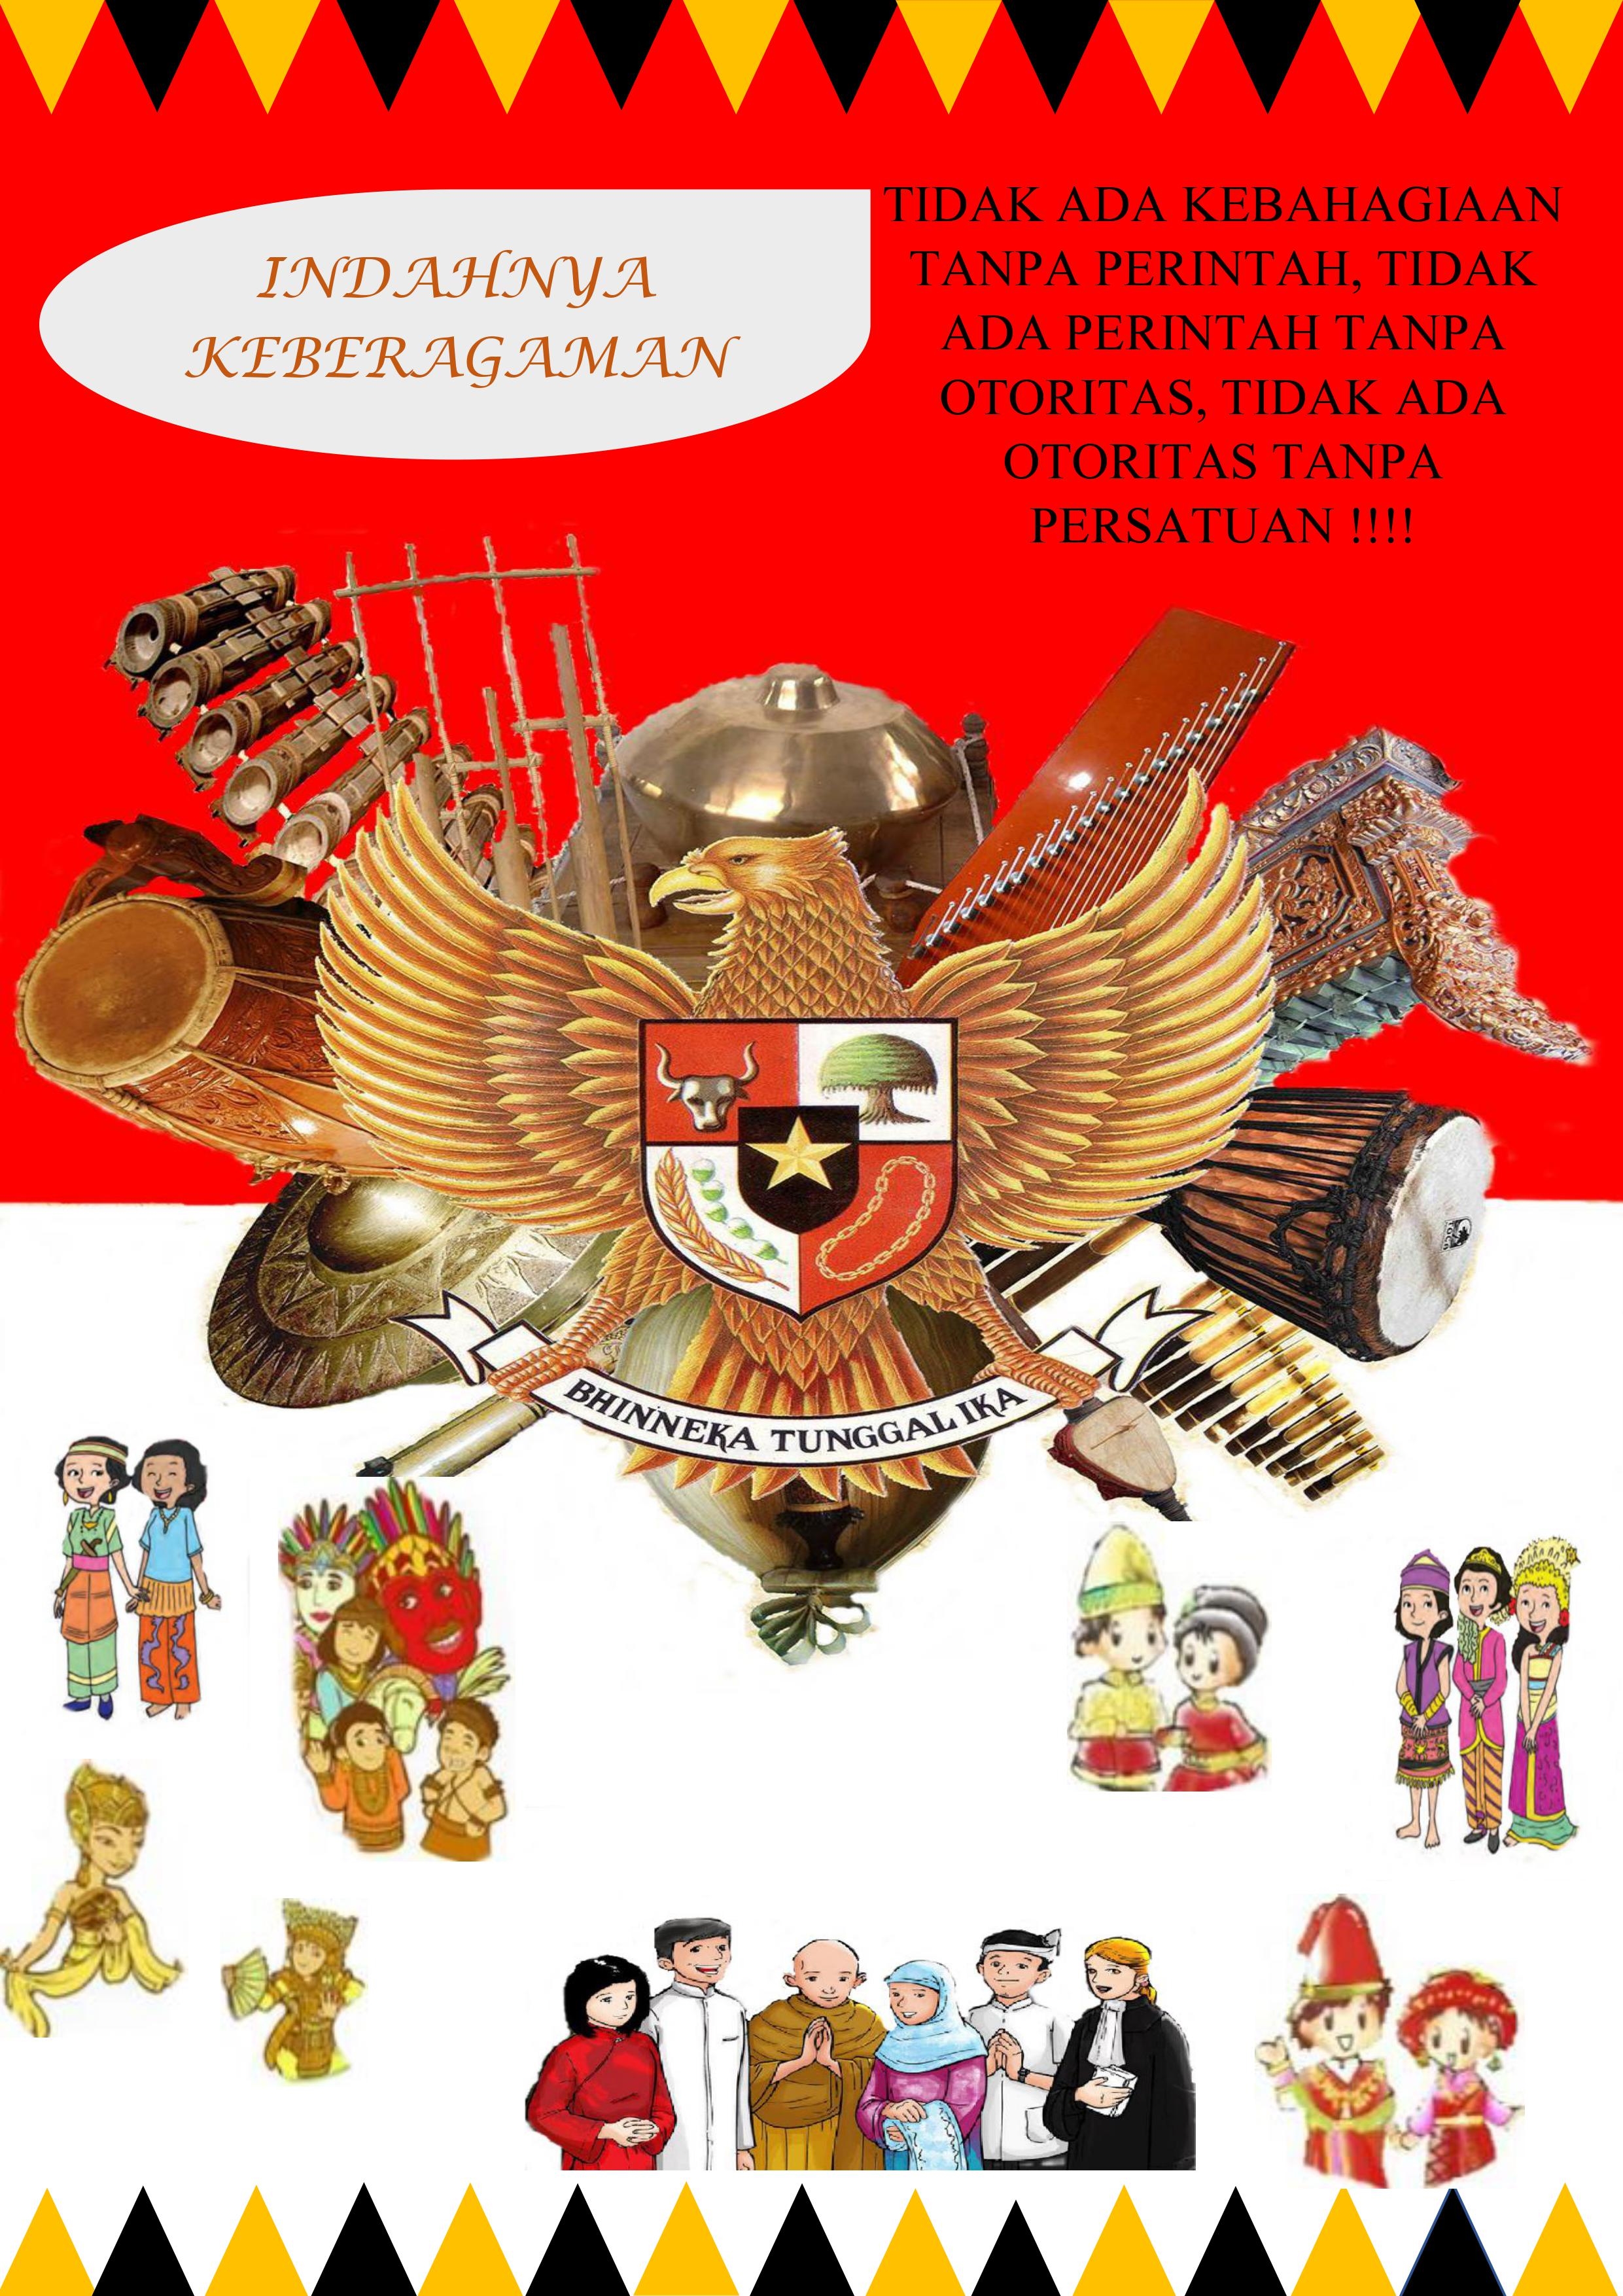 INDAHNYA
KEBERAGAMAN
TIDAK ADA KEBAHAGIAAN
TANPA PERINTAH, TIDAK
ADA PERINTAH TANPA
OTORITAS, TIDAK ADA
OTORITAS TANPA
PERSATUAN !!!!
BHINNEKA TUNGGAL IKA